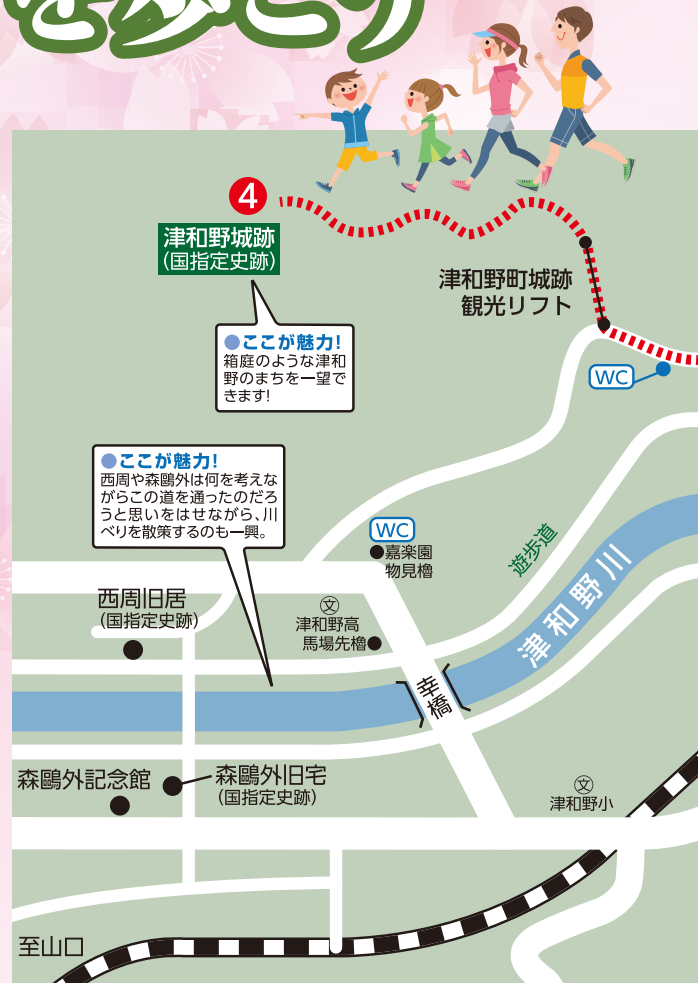 を歩こう
4
津和野城跡
(国指定史跡)
津和野町城跡
観光リフト
●ここが魅力!
箱庭のような津和
野のまちを一望で
きます!
WC
●ここが魅力!
西周や森鷗外は何を考えな
がらこの道を通ったのだろ
うと思いをはせながら、川
べりを散策するのも一興。
WC
嘉楽園
物見櫓
遊歩道
津和野川
西周旧居
(国指定史跡)
文
津和野高
馬場先櫓
幸橋
森鷗外記念館
森鷗外旧宅
(国指定史跡)
文
津和野小
至山口